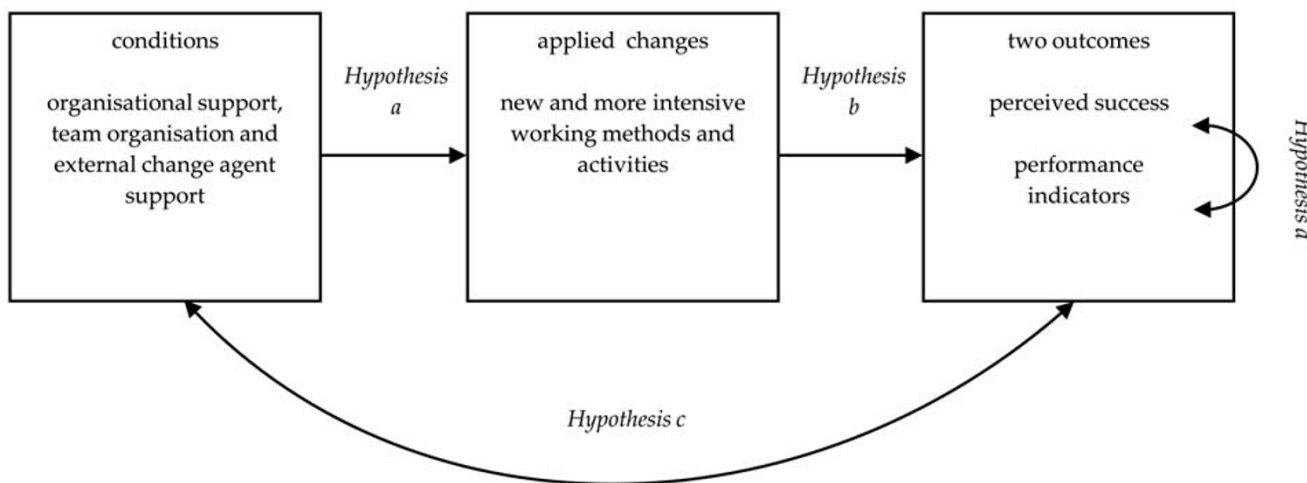 conditions
organisational support,
team organisation and
external change agent
support
Hypothesis
a
applied changes
new and more intensive
working methods and
activities
Hypothesis
b
two outcomes
perceived success
performance
indicators
Hypothesis d
Hypothesis c